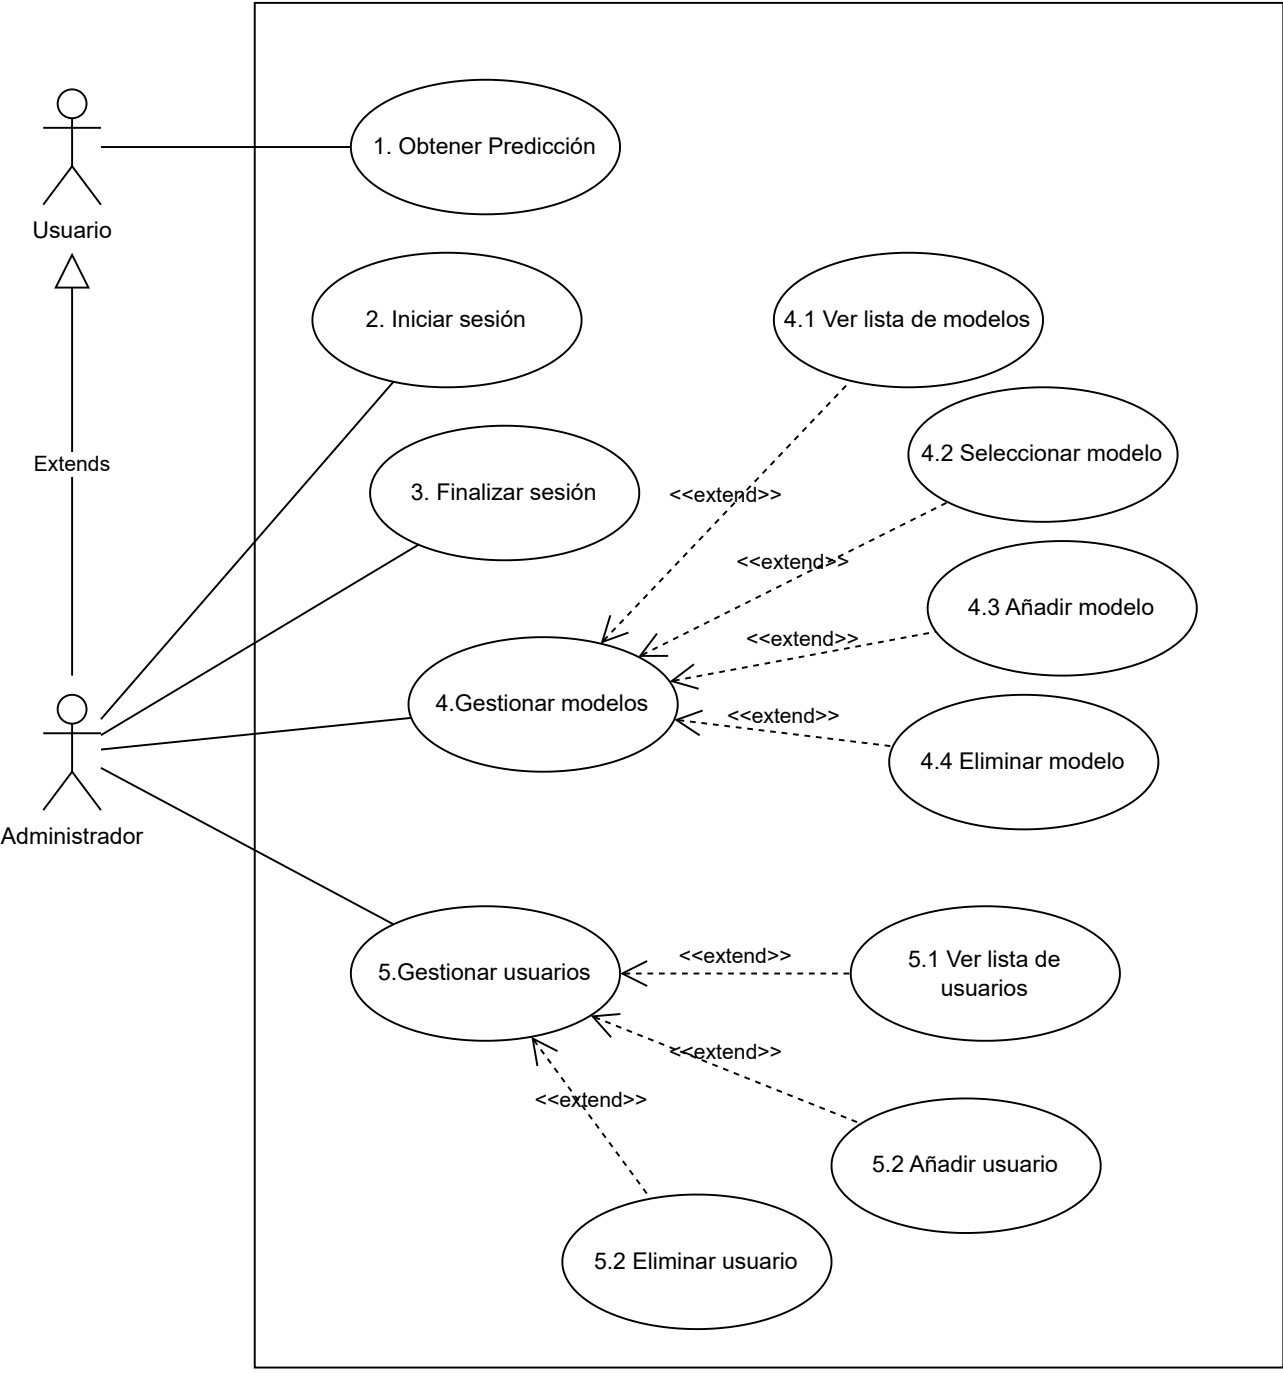 1. Obtener Predicción
Usuario
2. Iniciar sesión
4.1 Ver lista de modelos
Extends
3. Finalizar sesión
4.2 Seleccionar modelo
<<extend>>
<<extend>>
4.3 Añadir modelo
<<extend>>
4.Gestionar modelos
<<extend>>
4.4 Eliminar modelo
Administrador
5.Gestionar usuarios
<<extend>>
5.1 Ver lista de
usuarios
<<extend>>
<<extend>>
5.2 Añadir usuario
5.2 Eliminar usuario